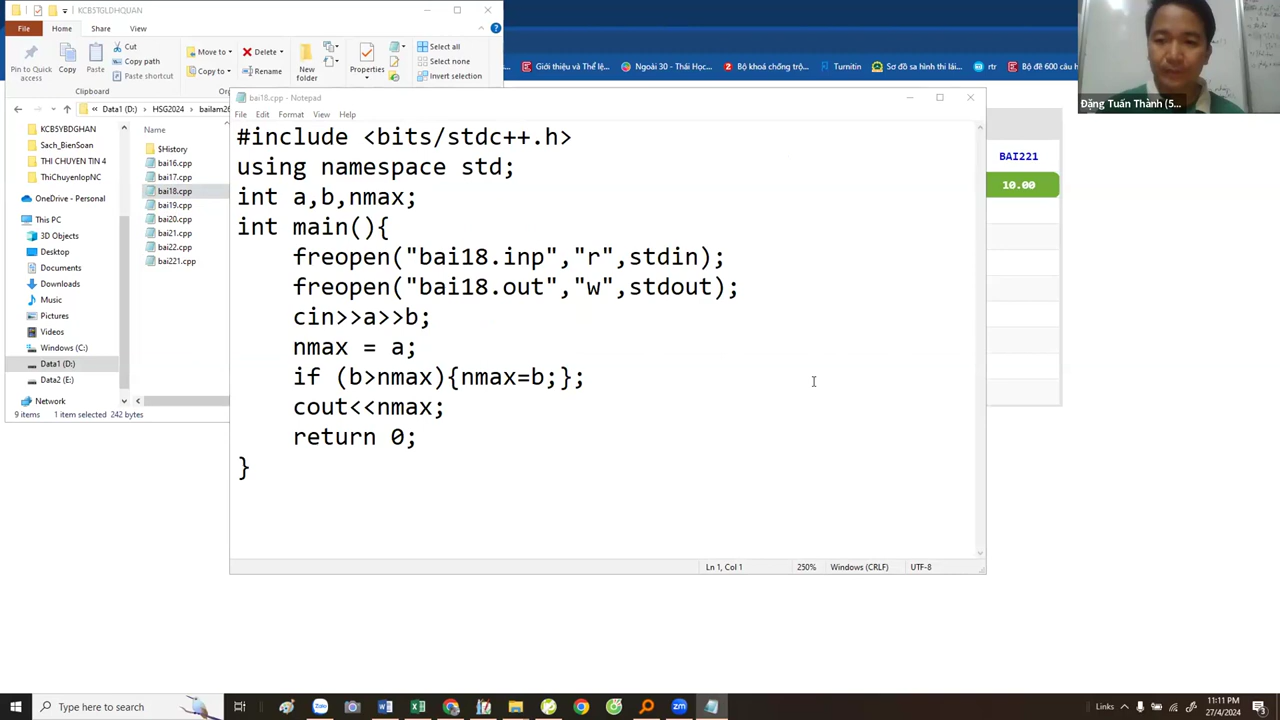 KCBSTGLDHQUAN
File
Home
Share
View
Pin to Quick access
Copy
Paste
Cut
Copy path
Paste shortcut
Clipboard
Move to
Copy to
Delete
Rename
New folder
Properties
Select all
Select none
Invert selection
Data1 (D:)
HSG2024
KCB5YBDGHAN
Sach_BienSoan
THI CHUYEN TIN 4
ThiChuyenlopNC
OneDrive - Personal
This PC
3D Objects
Desktop
Documents
Downloads
Music
Pictures
Videos
Windows (C:)
Data1 (D:)
Data2 (E:)
Network
Name
$History
bai16.cpp
bai17.cpp
bai18.cpp
bai19.cpp
bai20.cpp
bai21.cpp
bai22.cpp
bai221.cpp
9 items
1 item selected
242 bytes
Giới thiệu và Thể lệ...
Ngoài 30 - Thái Học...
Bộ khoá chống trộ...
Turnitin
Sơ đồ sa hình thi lái...
rtr
Bộ đề 600 câu h
Đặng Tuấn Thành (5...
BAI221
10.00
bai18.cpp - Notepad
File Edit Format View Help
#include <bits/stdc++.h>
using namespace std;
int a,b,nmax;
int main(){
    freopen("bai18.inp","r",stdin);
    freopen("bai18.out","w",stdout);
    cin>>a>>b;
    nmax = a;
    if (b>nmax){nmax=b;};
    cout<<nmax;
    return 0;
}
Ln 1, Col 1
250%
Windows (CRLF)
UTF-8
Type here to search
Links
11:11 PM
27/4/2024